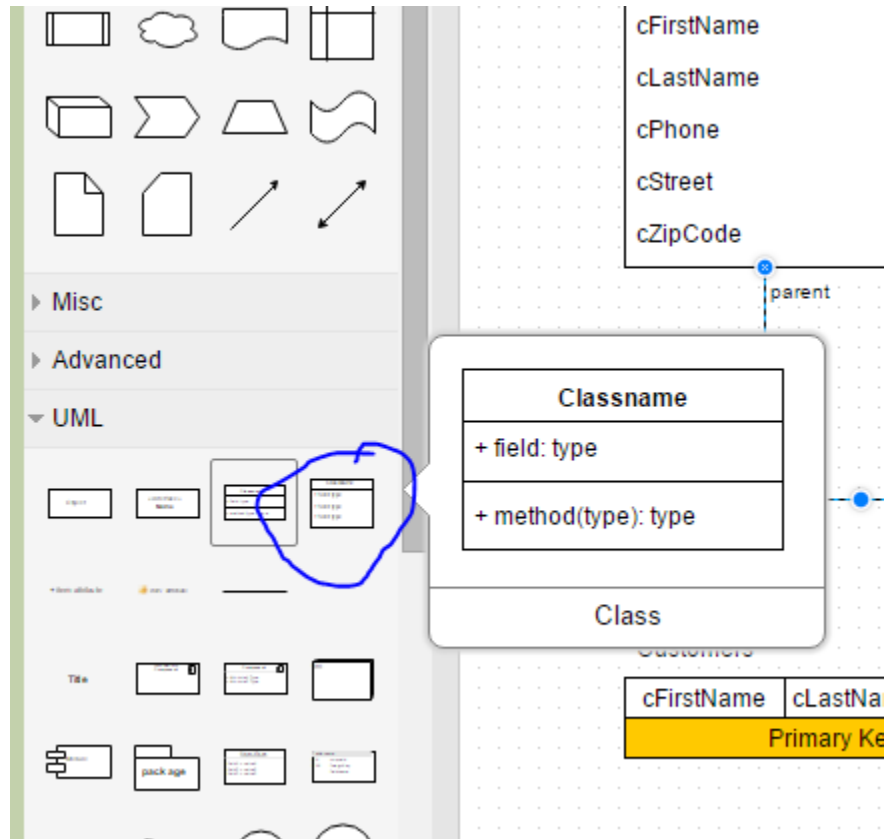 cFirstName
cLastName
cPhone
cStreet
cZipCode
parent
Misc
Advanced
UML
Classname
+ field: type
+ method(type): type
Class
Title
package
Customers
cFirstName
Primary Ke